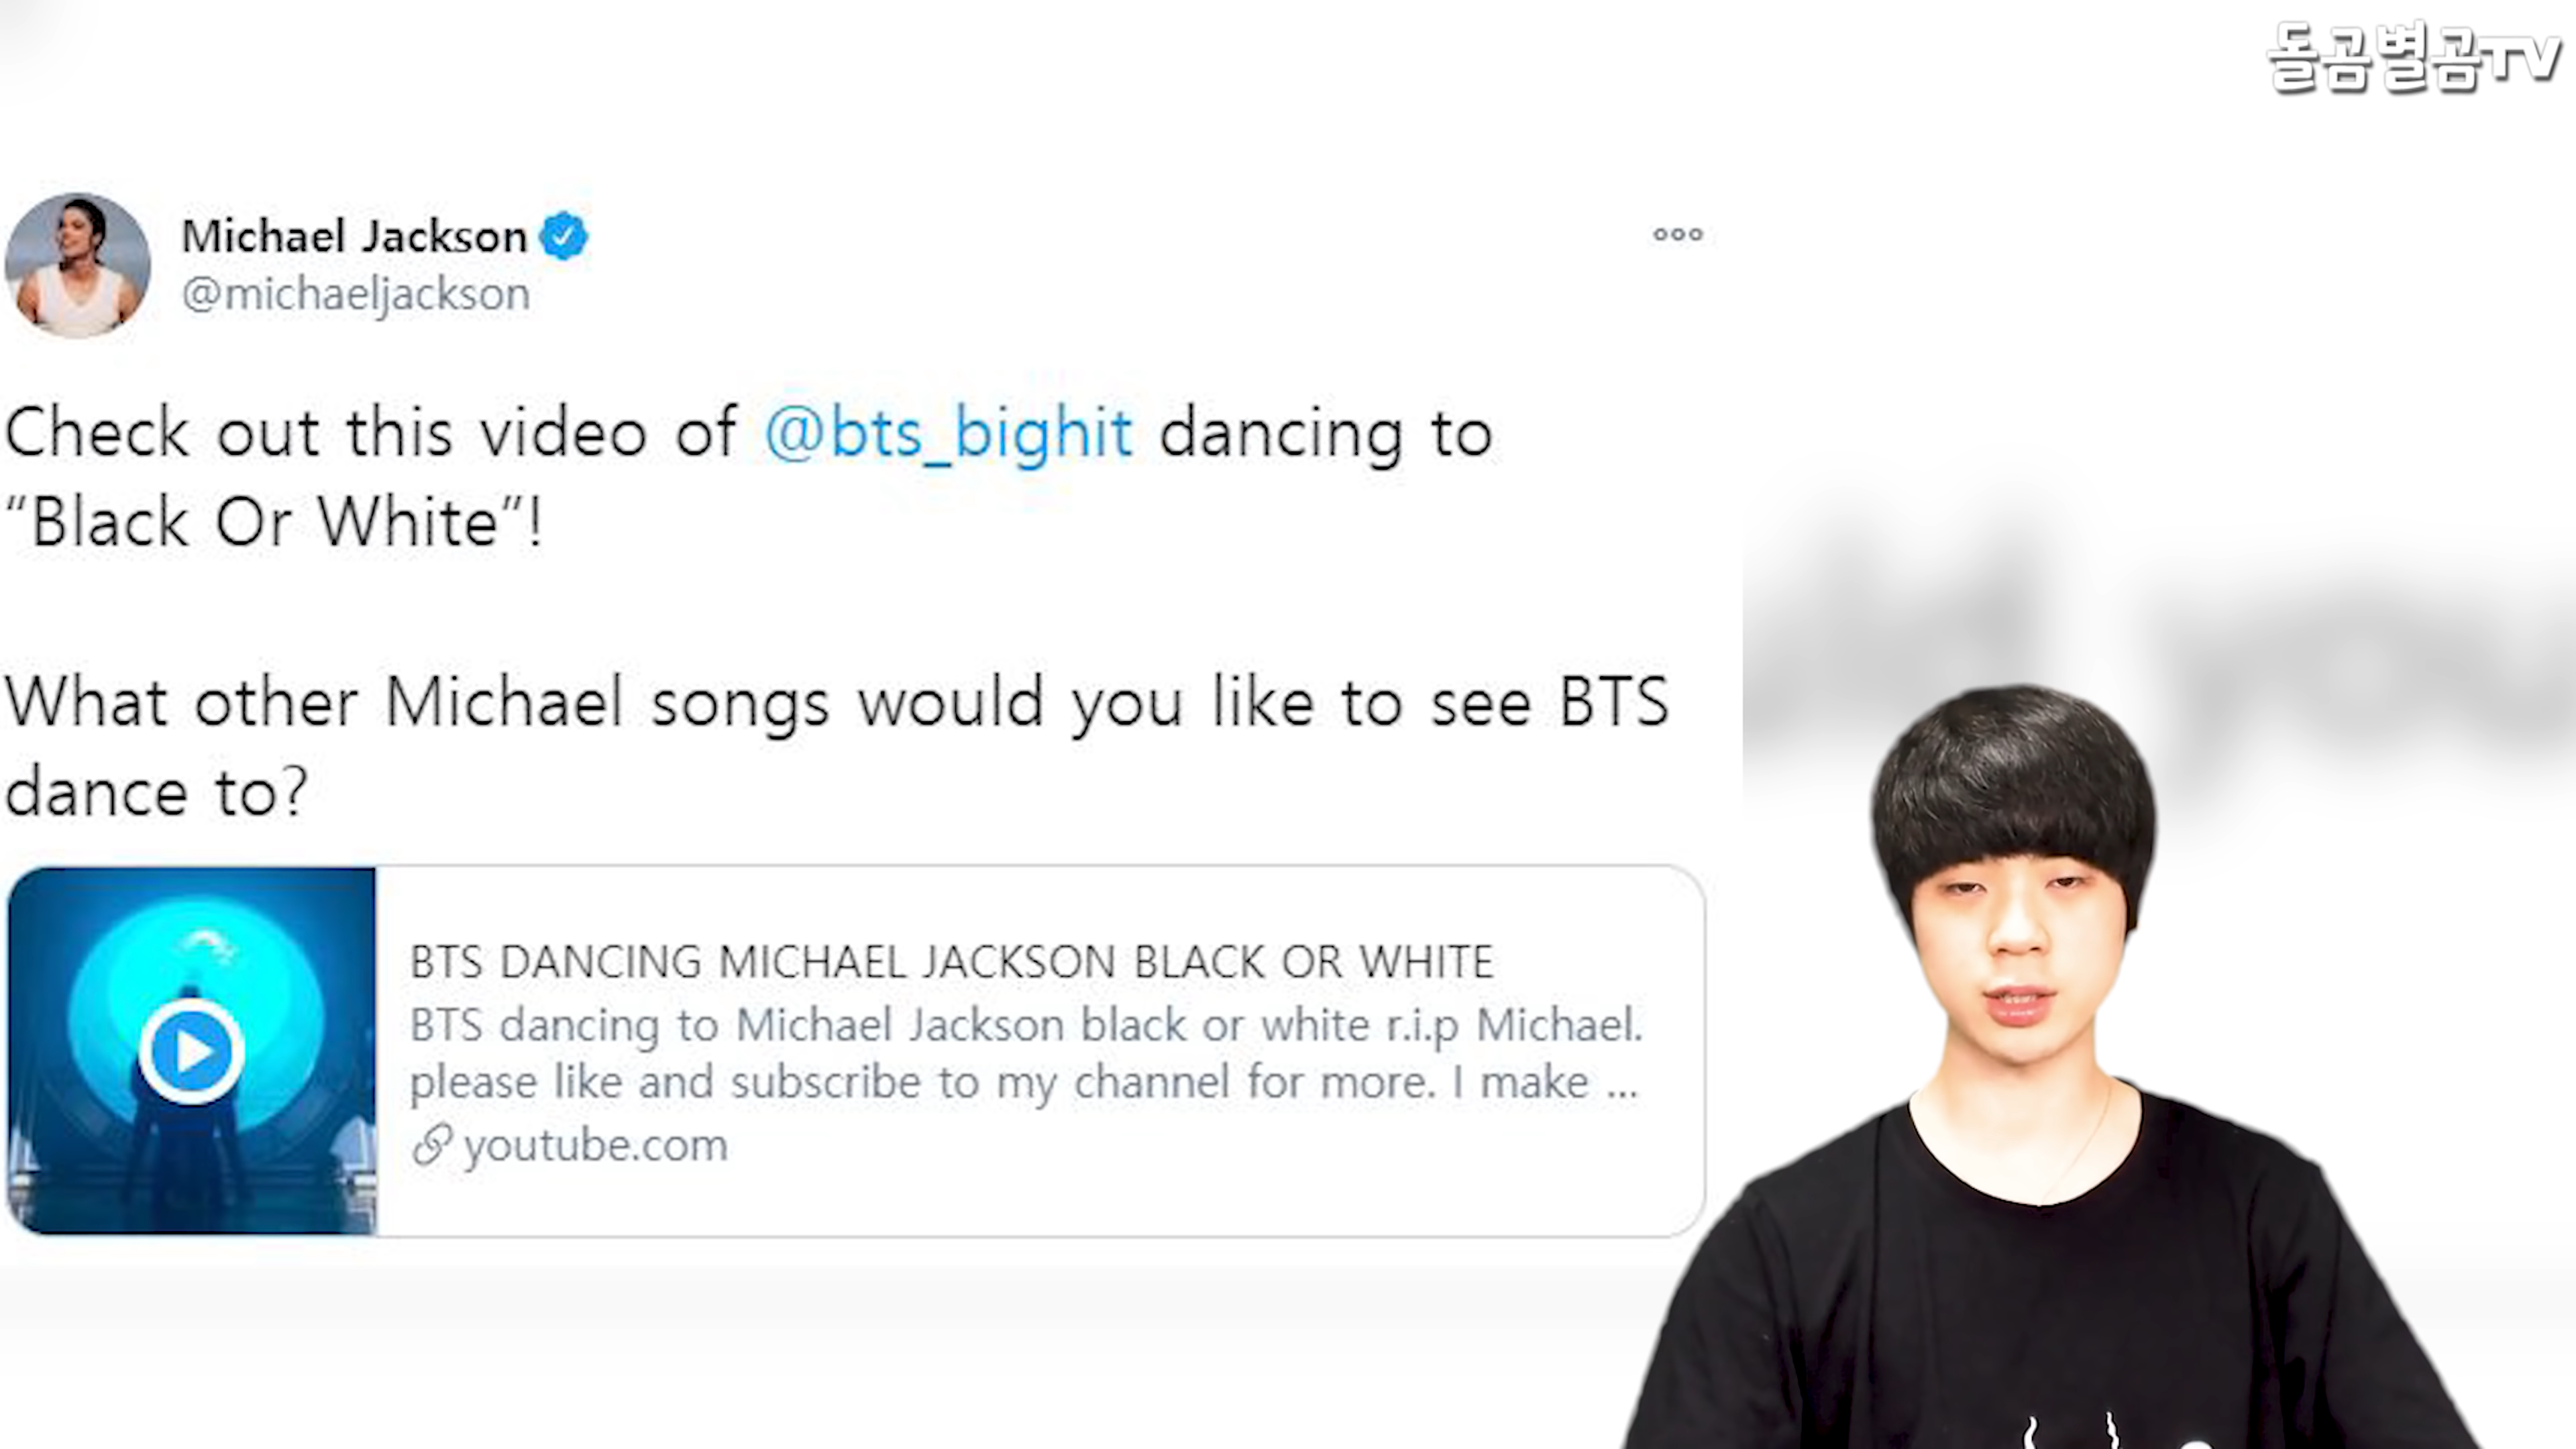 돌곰별곰TV
Michael Jackson
@michaeljackson
Check out this video of @bts_bighit dancing to
“Black Or White”!
What other Michael songs would you like to see BTS
dance to?
BTS DANCING MICHAEL JACKSON BLACK OR WHITE
BTS dancing to Michael Jackson black or white r.i.p Michael.
please like and subscribe to my channel for more. I make ...
youtube.com